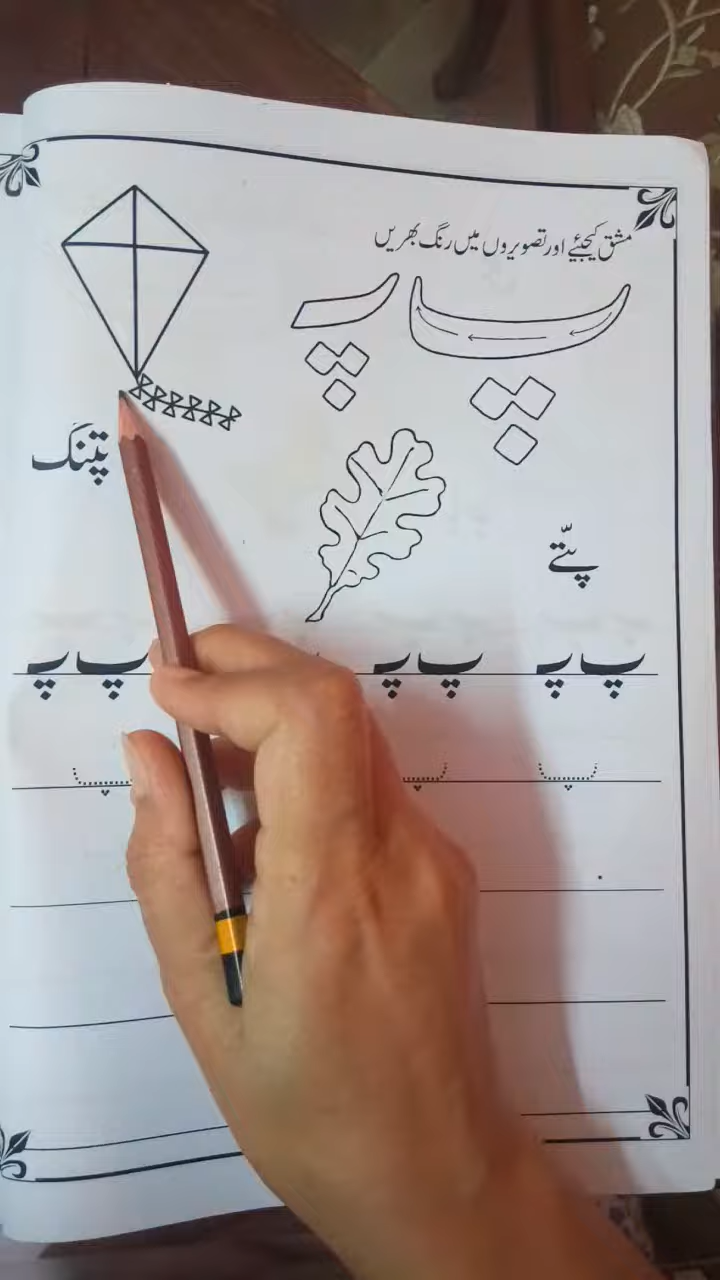 مشق کیجئے اور تصویروں میں رنگ بھریں
پ پ
پتنگ
پتّے
پ پ پ پ پ پ
پ پ پ